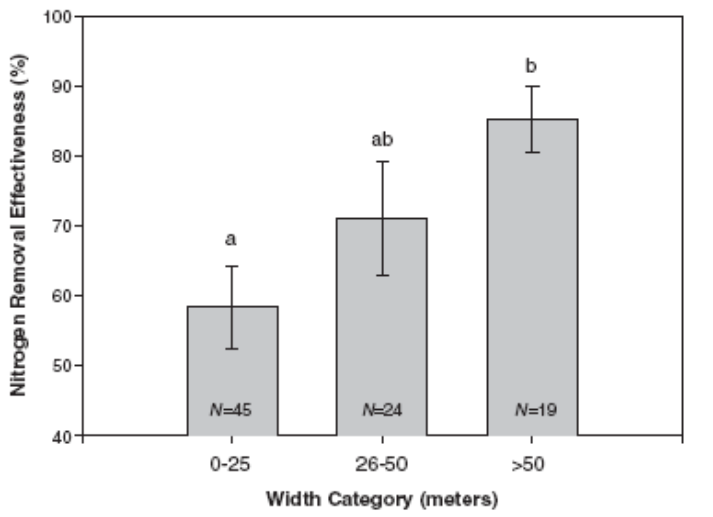 Nitrogen Removal Effectiveness (%)
100
90
80
70
60
50
40
a
ab
b
N=45
N=24
N=19
0-25
26-50
>50
Width Category (meters)